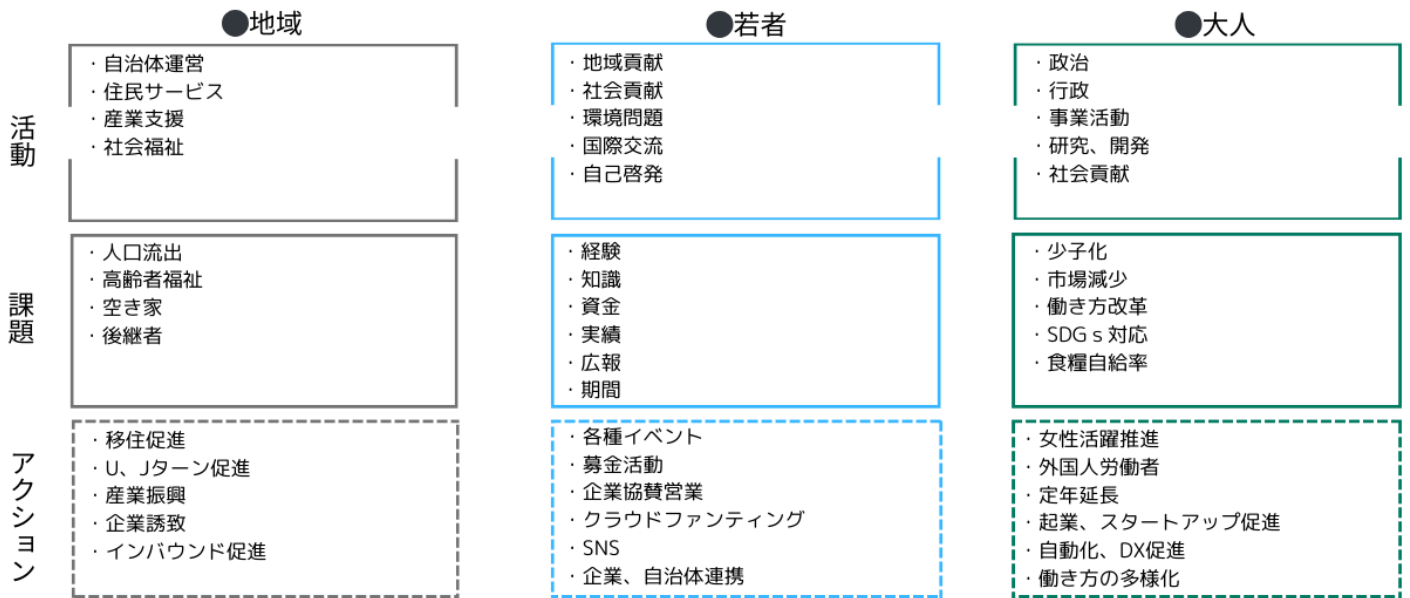 ●地域
●若者
●大人
活動
・自治体運営
・住民サービス
・産業支援
・社会福祉
・地域貢献
・社会貢献
・環境問題
・国際交流
・自己啓発
・政治
・行政
・事業活動
・研究、開発
・社会貢献
課題
・人口流出
・高齢者福祉
・空き家
・後継者
・経験
・知識
・資金
・実績
・広報
・期間
・少子化
・市場減少
・働き方改革
・SDGｓ対応
・食糧自給率
アクション
・移住促進
・U、Jターン促進
・産業振興
・企業誘致
・インバウンド促進
・各種イベント
・募金活動
・企業協賛営業
・クラウドファンティング
・SNS
・企業、自治体連携
・女性活躍推進
・外国人労働者
・定年延長
・起業、スタートアップ促進
・自動化、DX促進
・働き方の多様化